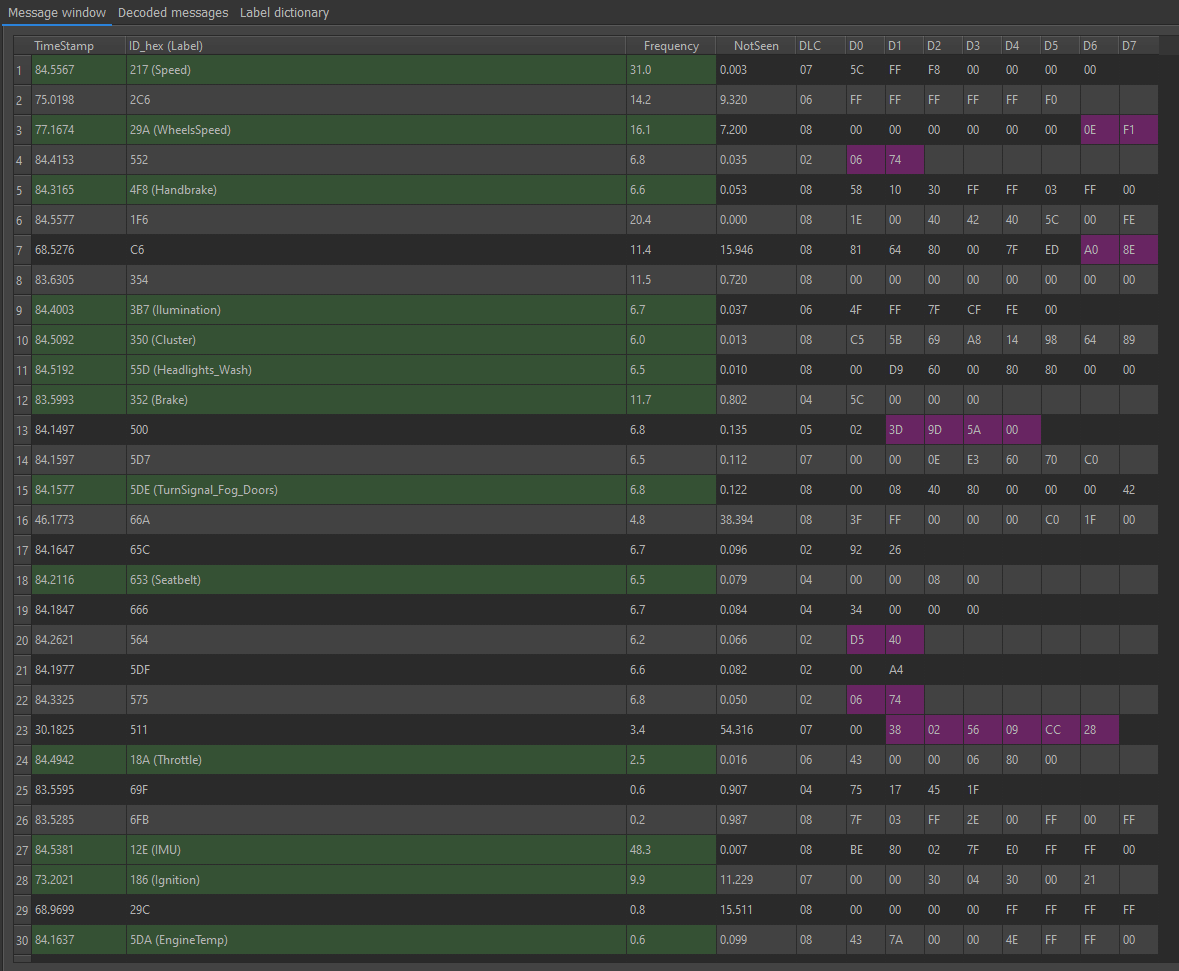 Message window Decoded messages Label dictionary
TimeStamp ID_hex (Label) Frequency NotSeen DLC D0 D1 D2 D3 D4 D5 D6 D7
1 84.5567 217 (Speed) 31.0 0.003 07 5C FF F8 00 00 00 00
2 75.0198 2C6 14.2 9.320 06 FF FF FF FF FF F0
3 77.1674 29A (WheelsSpeed) 16.1 7.200 08 00 00 00 00 00 00 0E F1
4 84.4153 552 6.8 0.035 02 06 74
5 84.3165 4F8 (Handbrake) 6.6 0.053 08 58 10 30 FF FF 03 FF 00
6 84.5577 1F6 20.4 0.000 08 1E 00 40 42 40 5C 00 FE
7 68.5276 C6 11.4 15.946 08 81 64 80 00 7F ED A0 8E
8 83.6305 354 11.5 0.720 08 00 00 00 00 00 00 00 00
9 84.4003 3B7 (Ilumination) 6.7 0.037 06 4F FF 7F CF FE 00
10 84.5092 350 (Cluster) 6.0 0.013 08 C5 5B 69 A8 14 98 64 89
11 84.5192 55D (Headlights_Wash) 6.5 0.010 08 00 D9 60 00 80 80 00 00
12 83.5993 352 (Brake) 11.7 0.802 04 5C 00 00 00
13 84.1497 500 6.8 0.135 05 02 3D 9D 5A 00
14 84.1597 5D7 6.5 0.112 07 00 00 0E E3 60 70 C0
15 84.1577 5DE (TurnSignal_Fog_Doors) 6.8 0.122 08 00 08 40 80 00 00 00 42
16 46.1773 66A 4.8 38.394 08 3F FF 00 00 00 C0 1F 00
17 84.1647 65C 6.7 0.096 02 92 26
18 84.2116 653 (Seatbelt) 6.5 0.079 04 00 00 08 00
19 84.1847 666 6.7 0.084 04 34 00 00 00
20 84.2621 564 6.2 0.066 02 D5 40
21 84.1977 5DF 6.6 0.082 02 00 A4
22 84.3325 575 6.8 0.050 02 06 74
23 30.1825 511 3.4 54.316 07 00 38 02 56 09 CC 28
24 84.4942 18A (Throttle) 2.5 0.016 06 43 00 00 06 80 00
25 83.5595 69F 0.6 0.907 04 75 17 45 1F
26 83.5285 6FB 0.2 0.987 08 7F 03 FF 2E 00 FF 00 FF
27 84.5381 12E (IMU) 48.3 0.007 08 BE 80 02 7F E0 FF FF 00
28 73.2021 186 (Ignition) 9.9 11.229 07 00 00 30 04 30 00 21
29 68.9699 29C 0.8 15.511 08 00 00 00 00 FF FF FF FF
30 84.1637 5DA (EngineTemp) 0.6 0.099 08 43 7A 00 00 4E FF FF 00